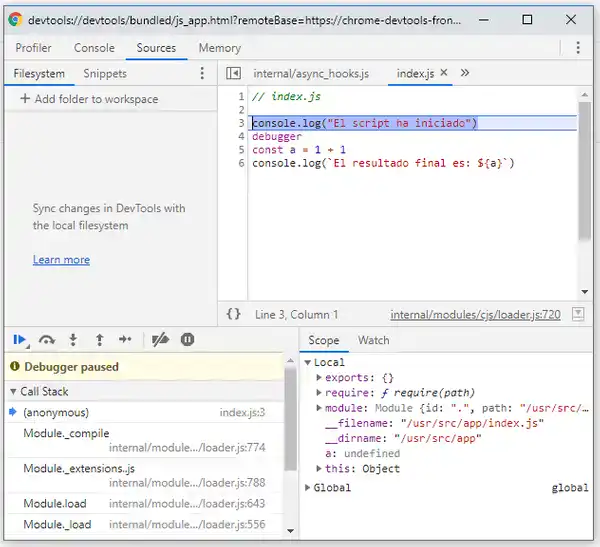 devtools://devtools/bundled/js_app.html?remoteBase=https://chrome-devtools-fron...
Profiler Console Sources Memory
Filesystem Snippets
internal/async_hooks.js index.js × »
+ Add folder to workspace
1 // index.js
2
3 console.log("El script ha iniciado")
4 debugger
5 const a = 1 + 1
6 console.log(`El resultado final es: ${a}`)
Sync changes in DevTools with
the local filesystem
Learn more
{} Line 3, Column 1 internal/modules/cjs/loader.js:720
Debugger paused
Call Stack
(anonymous) index.js:3
Module._compile
internal/module.../loader.js:774
Module._extensions..js
internal/module.../loader.js:788
Module.load internal/module.../loader.js:643
Module._load internal/module.../loader.js:556
Scope Watch
Local
exports: {}
require: ƒ require(path)
module: Module {id: ".", path: "/usr/src/...
__filename: "/usr/src/app/index.js"
__dirname: "/usr/src/app"
a: undefined
this: Object
Global global